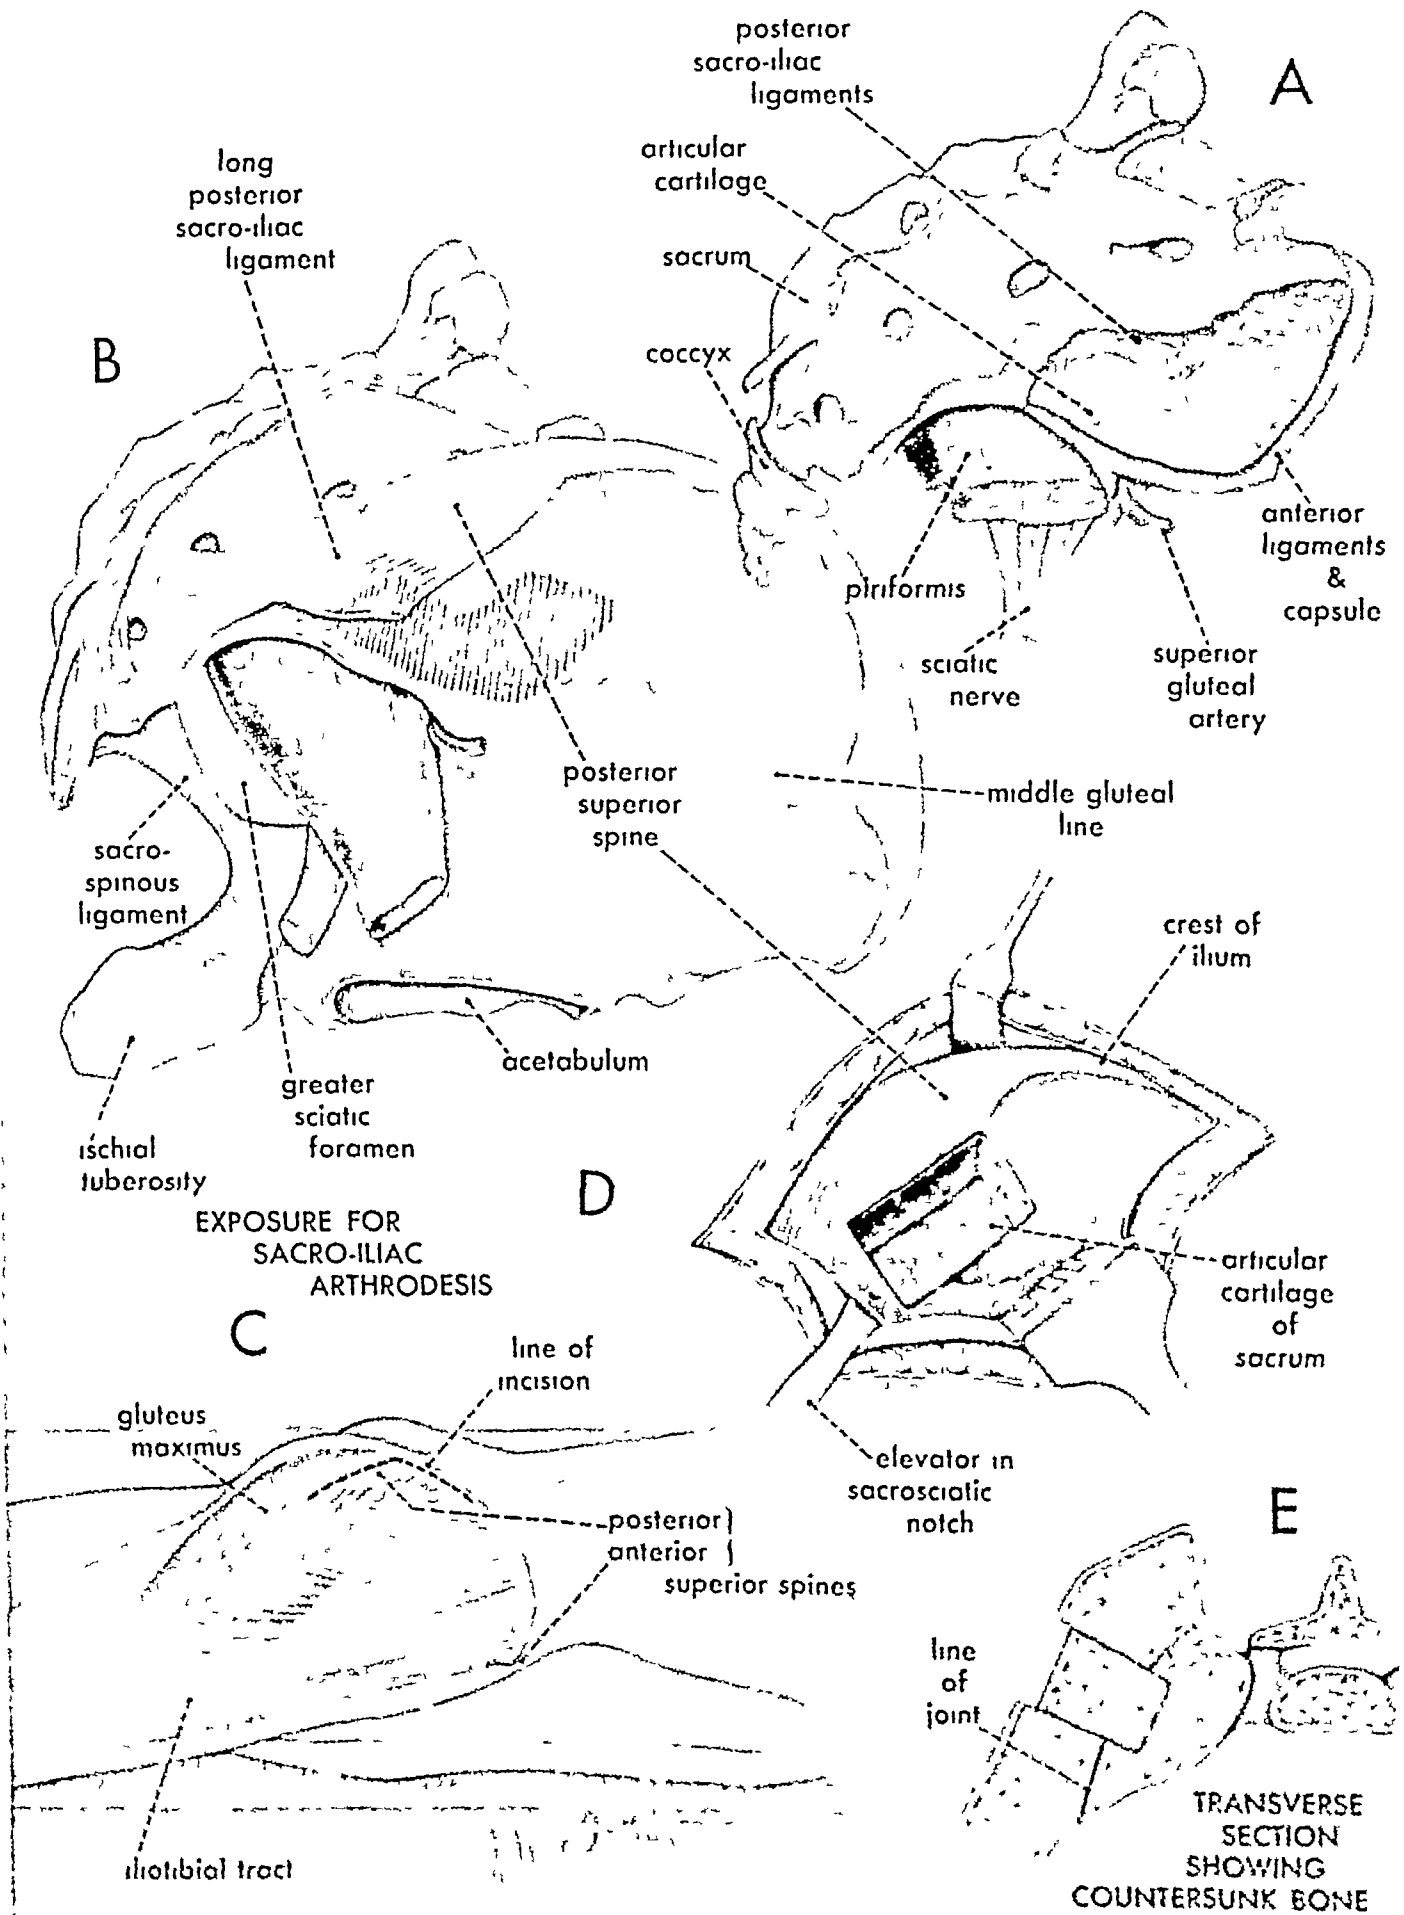 A
posterior
sacro-iliac
ligaments
articular
cartilage
sacrum
coccyx
piriformis
sciatic
nerve
superior
gluteal
artery
anterior
ligaments
&
capsule
B
long
posterior
sacro-iliac
ligament
posterior
superior
spine
middle gluteal
line
sacro-
spinous
ligament
acetabulum
greater
sciatic
foramen
ischial
tuberosity
EXPOSURE FOR
SACRO-ILIAC
ARTHRODESIS
C
line of
incision
gluteus
maximus
posterior
anterior
superior spines
iliotibial tract
D
crest of
ilium
articular
cartilage
of
sacrum
elevator in
sacrosciatic
notch
E
line
of
joint
TRANSVERSE
SECTION
SHOWING
COUNTERSUNK BONE